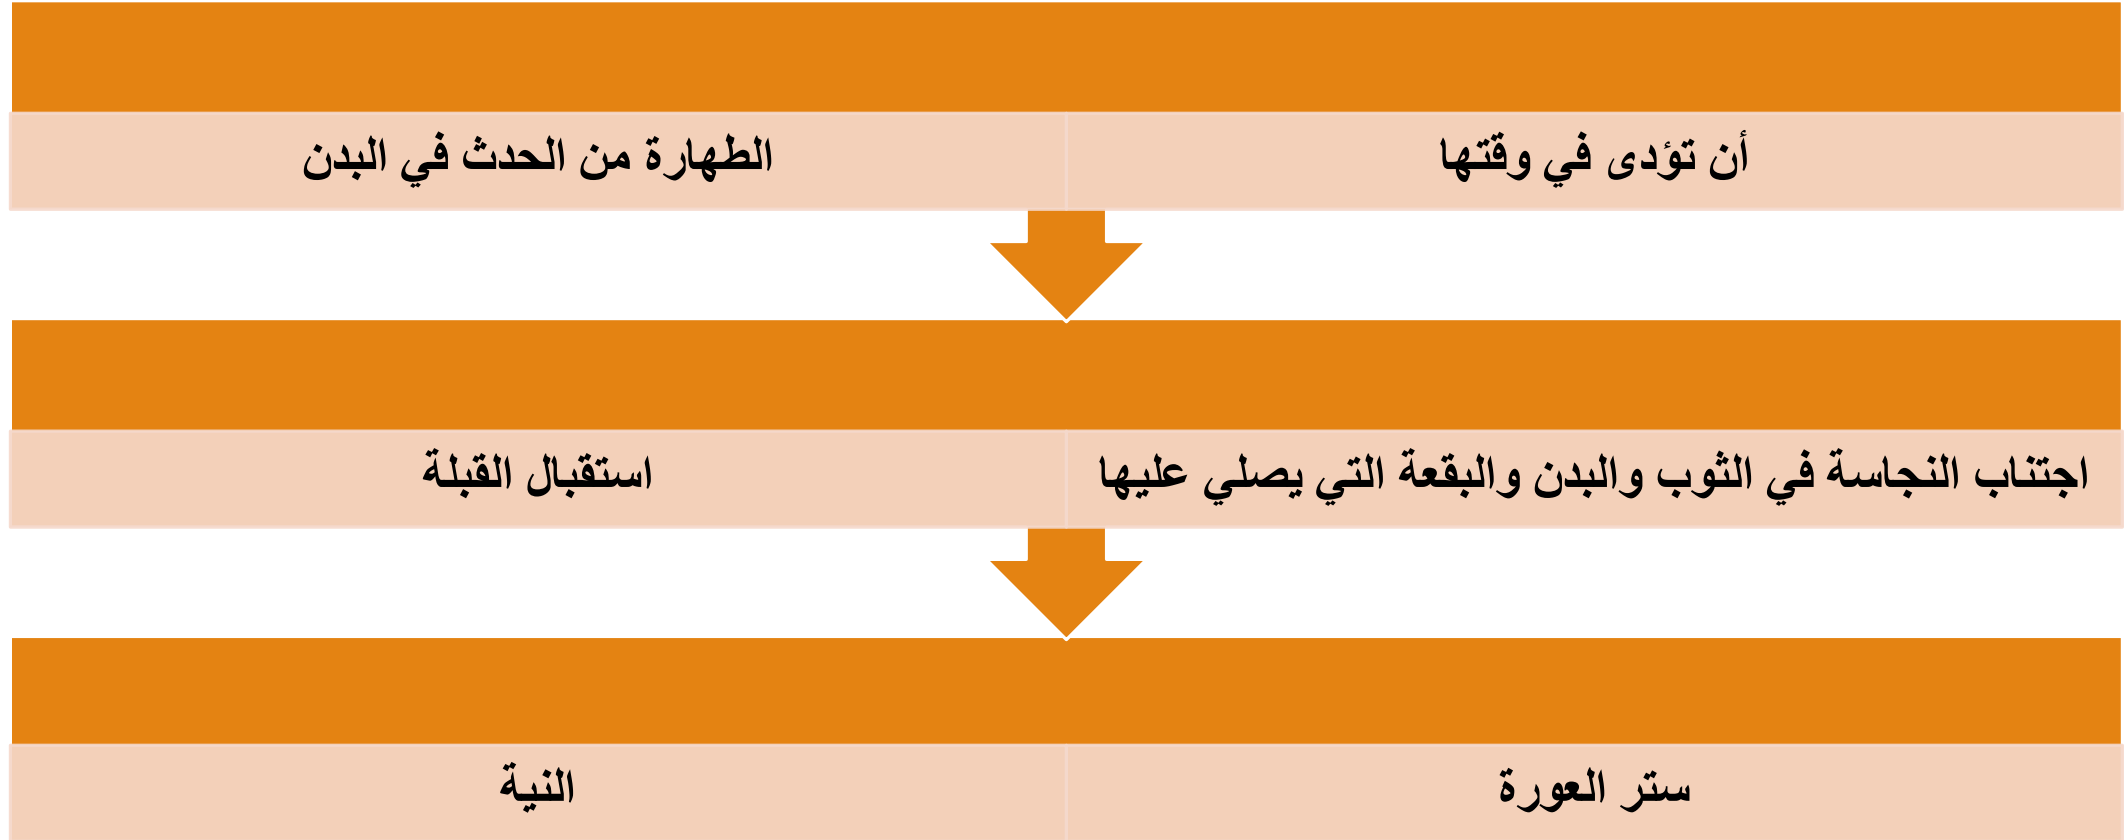 أن تؤدى في وقتها
الطهارة من الحدث في البدن
اجتناب النجاسة في الثوب والبدن والبقعة التي يصلي عليها
استقبال القبلة
ستر العورة
النية